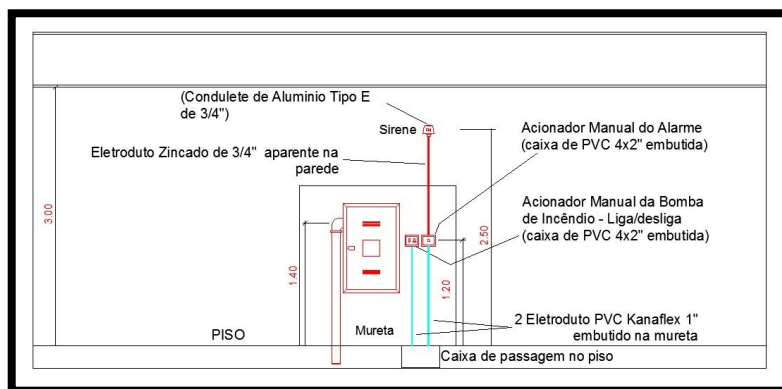 (Condulete de Aluminio Tipo E
de 3/4")
Sirene
Acionador Manual do Alarme
(caixa de PVC 4x2" embutida)
Eletroduto Zincado de 3/4" aparente na
parede
Acionador Manual da Bomba
de Incêndio - Liga/desliga
(caixa de PVC 4x2" embutida)
3.00
2.50
1.40
1.20
PISO
Mureta
2 Eletroduto PVC Kanaflex 1"
embutido na mureta
Caixa de passagem no piso